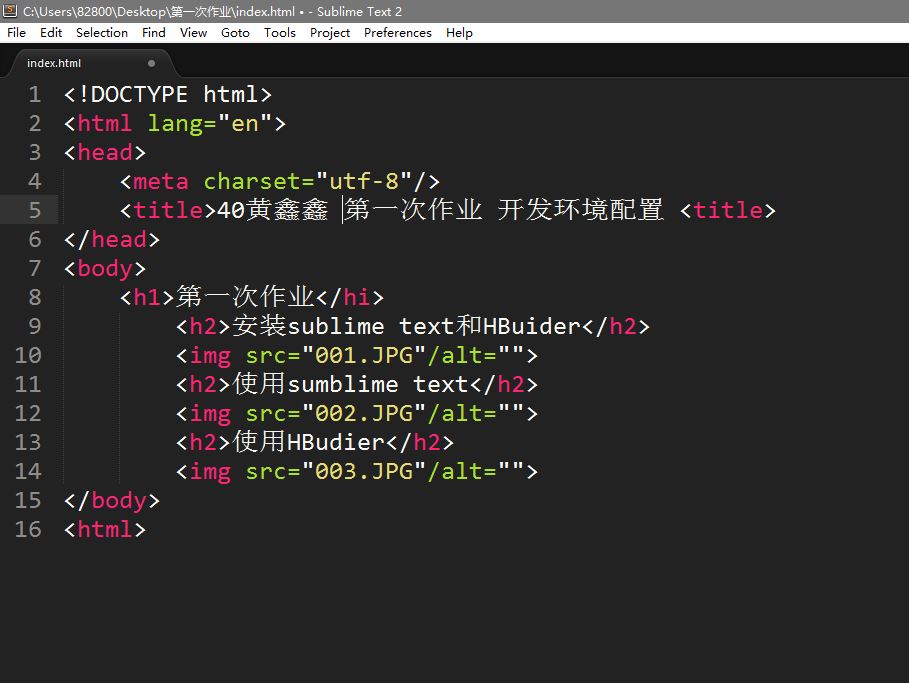 C:\Users\82800\Desktop\第一次作业\index.html • - Sublime Text 2
File Edit Selection Find View Goto Tools Project Preferences Help
index.html
1 <!DOCTYPE html>
2 <html lang="en">
3 <head>
4 <meta charset="utf-8"/>
5 <title>40黄鑫鑫 第一次作业 开发环境配置 <title>
6 </head>
7 <body>
8 <h1>第一次作业</hi>
9 <h2>安装sublime text和HBuider</h2>
10 <img src="001.JPG"/alt="">
11 <h2>使用sumblime text</h2>
12 <img src="002.JPG"/alt="">
13 <h2>使用HBudier</h2>
14 <img src="003.JPG"/alt="">
15 </body>
16 <html>